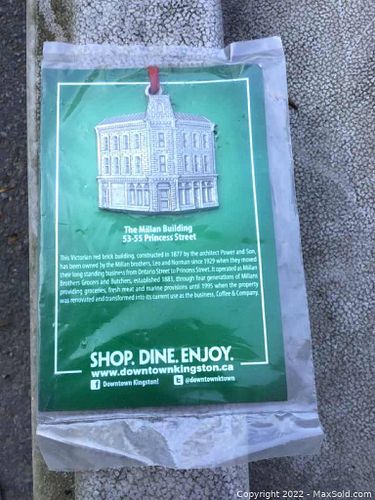 The Millan Building
53-55 Princess Street
This Victorian red brick building, constructed in 1877 by the architect Power and Son,
has been owned by the Millan brothers, Leo and Norman since 1929 when they moved
their long standing business from Ontario Street to Princess Street. It operated as Millan
Brothers Grocers and Butchers, established 1883, through four generations of Millans
providing groceries, fresh meat and marine provisions until 1995 when the property
was renovated and transformed into its current use as the business, Coffee & Company.
SHOP. DINE. ENJOY.
www.downtownkingston.ca
f Downtown Kingston! t @downtownktown
Copyright 2022 - MaxSold.com